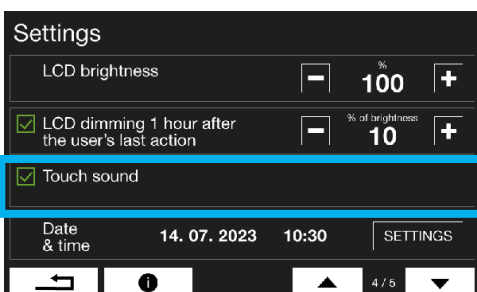 Settings
LCD brightness
%
− 100 +
LCD dimming 1 hour after
the user's last action
% of brightness
− 10 +
Touch sound
Date
& time
14. 07. 2023 10:30 SETTINGS
4 / 5